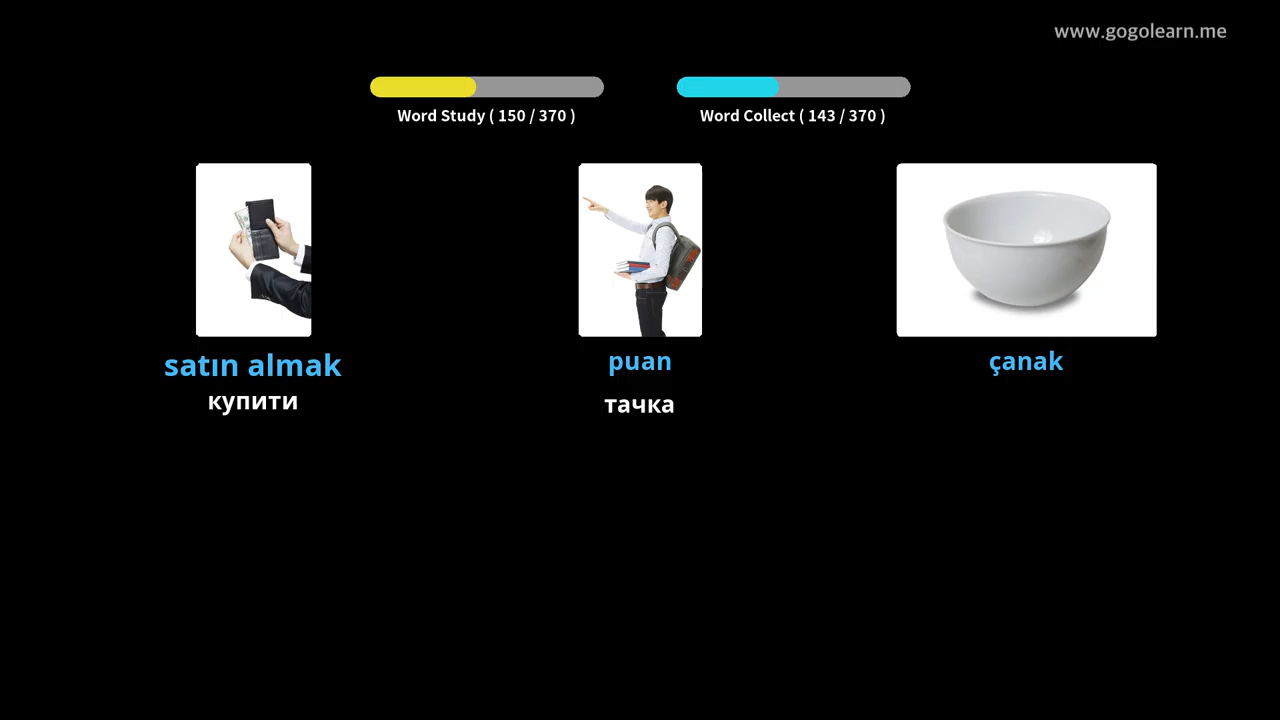 www.gogolearn.me
Word Study ( 150 / 370 )
Word Collect ( 143 / 370 )
satın almak
купити
puan
тачка
çanak